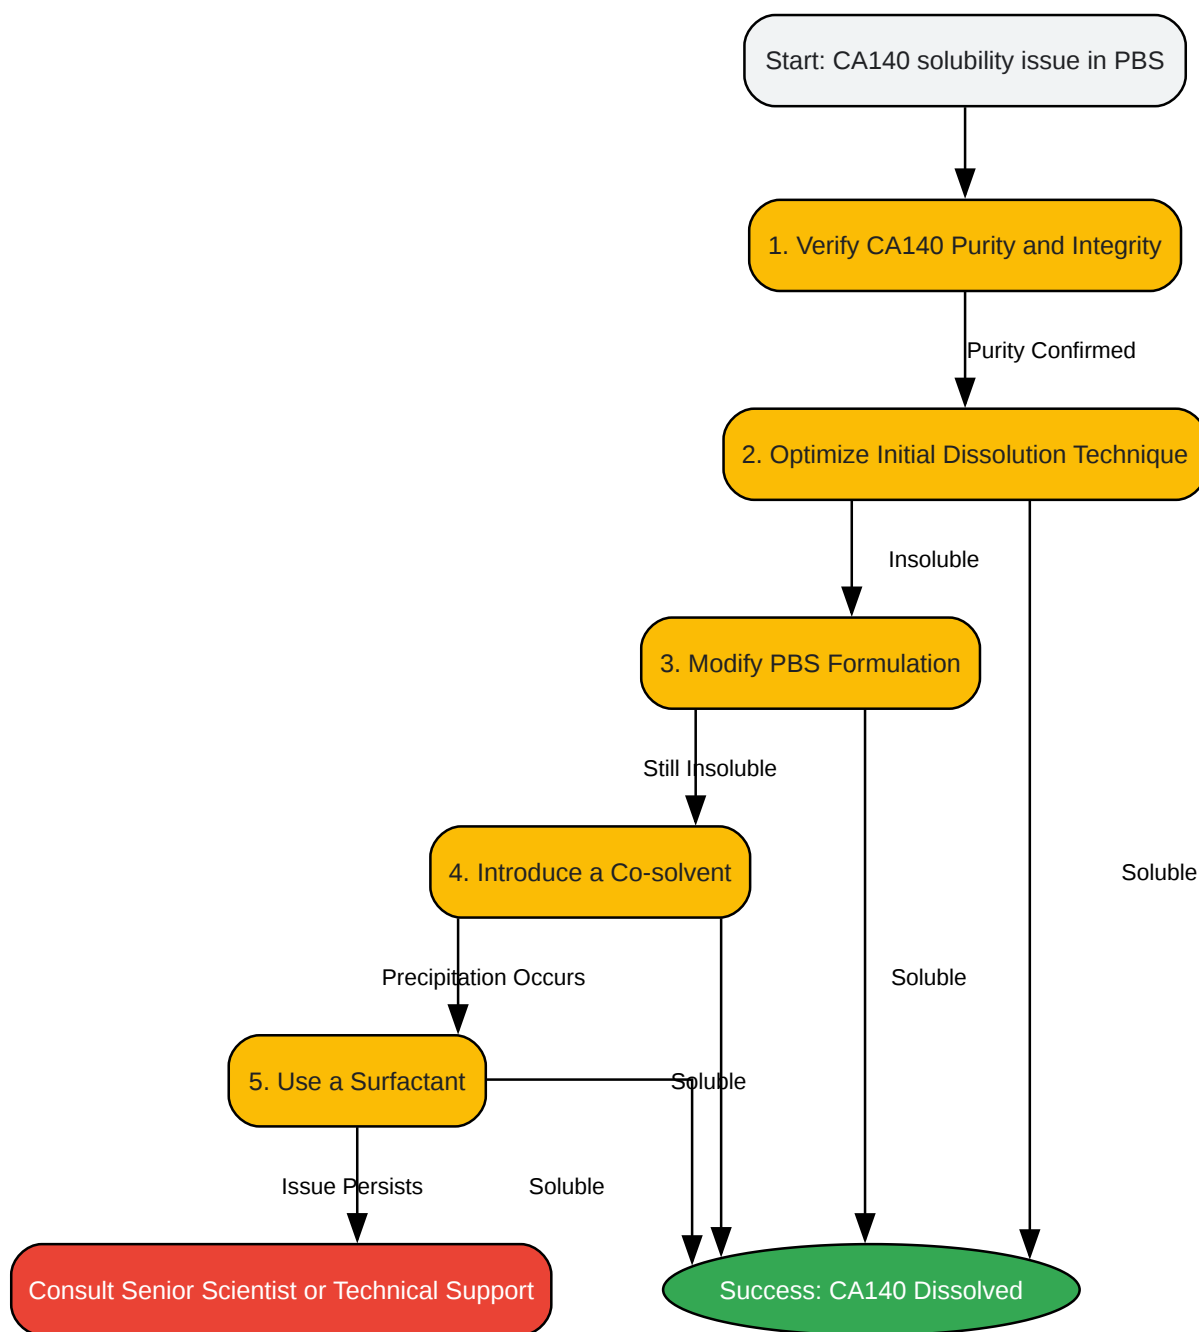 Start: CA140 solubility issue in PBS
1. Verify CA140 Purity and Integrity
Purity Confirmed
2. Optimize Initial Dissolution Technique
Insoluble
3. Modify PBS Formulation
Still Insoluble
4. Introduce a Co-solvent
Soluble
Precipitation Occurs
Soluble
5. Use a Surfactant
Soluble
Issue Persists
Soluble
Consult Senior Scientist or Technical Support
Success: CA140 Dissolved